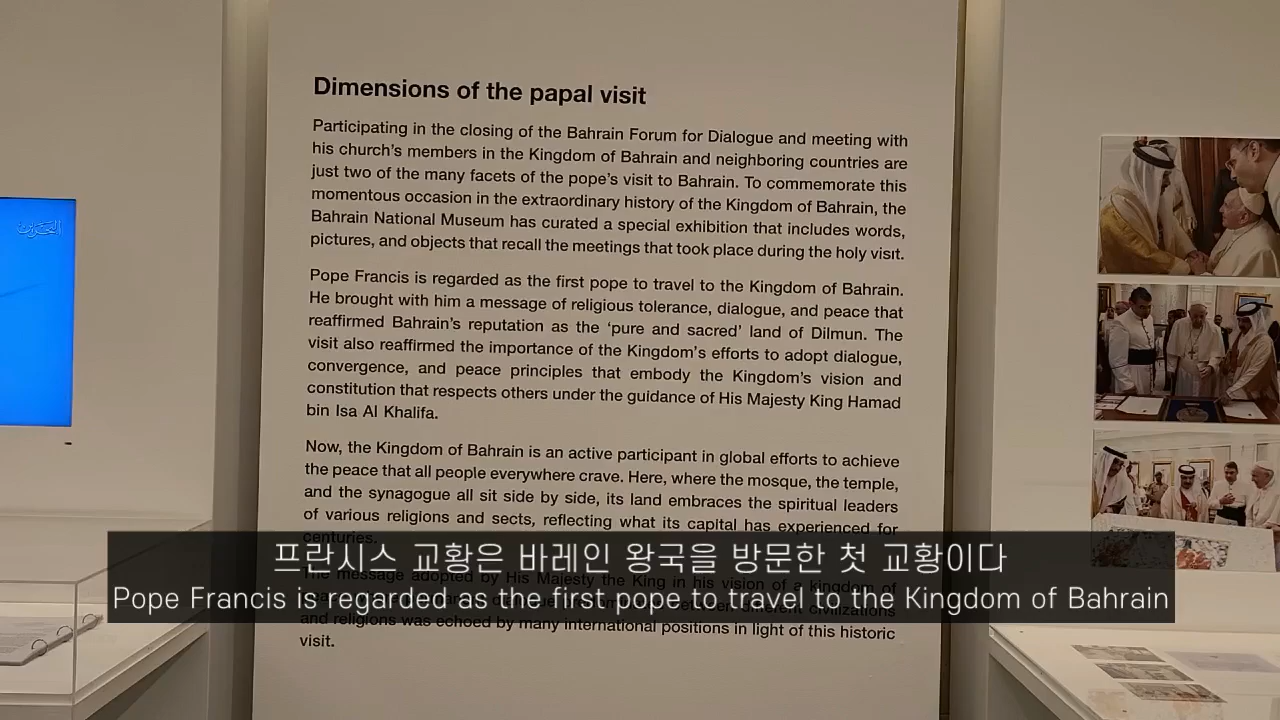 البحرين
Dimensions of the papal visit
Participating in the closing of the Bahrain Forum for Dialogue and meeting with
his church's members in the Kingdom of Bahrain and neighboring countries are
just two of the many facets of the pope's visit to Bahrain. To commemorate this
momentous occasion in the extraordinary history of the Kingdom of Bahrain, the
Bahrain National Museum has curated a special exhibition that includes words,
pictures, and objects that recall the meetings that took place during the holy visit.
Pope Francis is regarded as the first pope to travel to the Kingdom of Bahrain.
He brought with him a message of religious tolerance, dialogue, and peace that
reaffirmed Bahrain's reputation as the 'pure and sacred' land of Dilmun. The
visit also reaffirmed the importance of the Kingdom's efforts to adopt dialogue,
convergence, and peace principles that embody the Kingdom's vision and
constitution that respects others under the guidance of His Majesty King Hamad
bin Isa Al Khalifa.
Now, the Kingdom of Bahrain is an active participant in global efforts to achieve
the peace that all people everywhere crave. Here, where the mosque, the temple,
and the synagogue all sit side by side, its land embraces the spiritual leaders
of various religions and sects, reflecting what its capital has experienced for
centuries.
The message adopted by His Majesty the King in his vision of a kingdom of
civilizations
and religions was echoed by many international positions in light of this historic
visit.
프란시스 교황은 바레인 왕국을 방문한 첫 교황이다
Pope Francis is regarded as the first pope to travel to the Kingdom of Bahrain